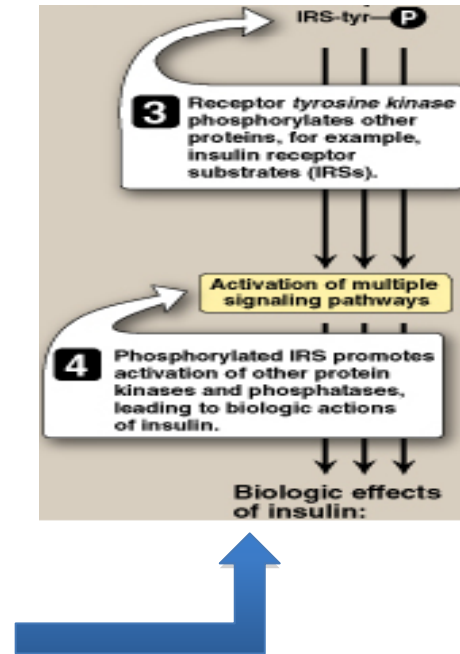 IRS-tyr—P
3 Receptor tyrosine kinase
phosphorylates other
proteins, for example,
insulin receptor
substrates (IRSs).
Activation of multiple
signaling pathways
4 Phosphorylated IRS promotes
activation of other protein
kinases and phosphatases,
leading to biologic actions
of insulin.
Biologic effects
of insulin: